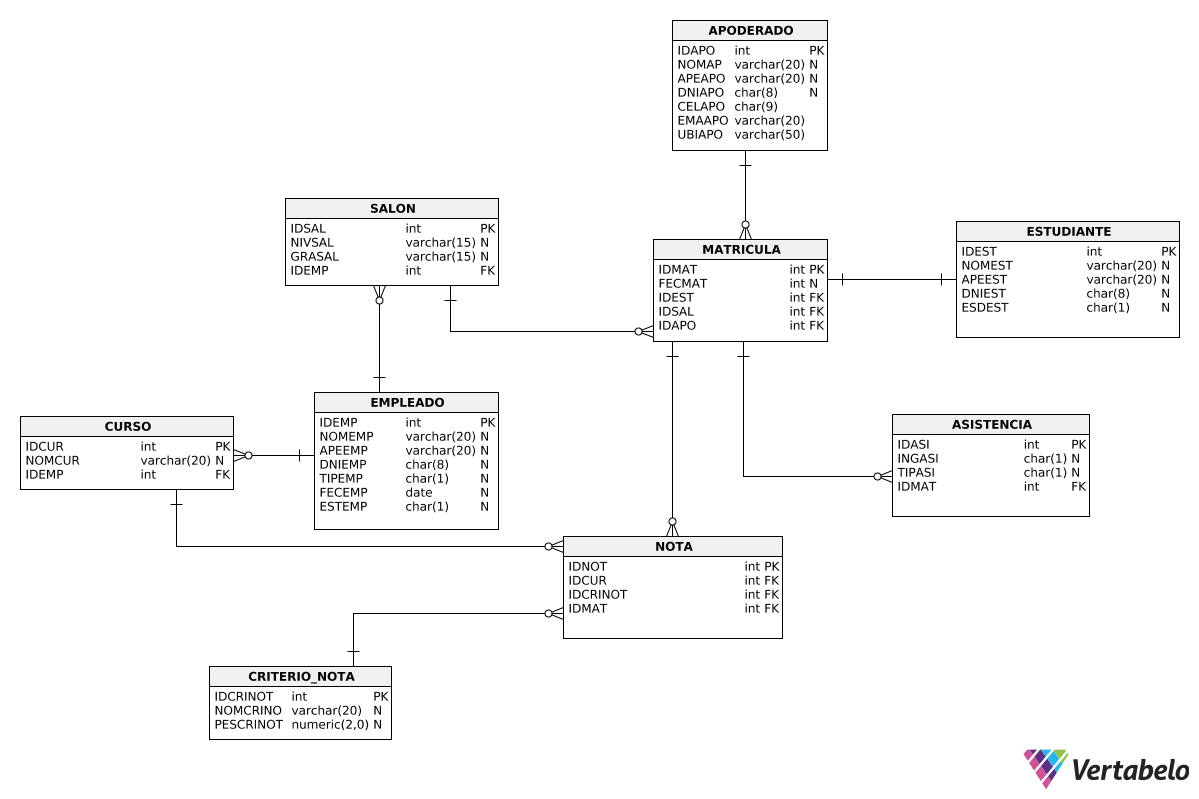 APODERADO
IDAPO int PK
NOMAP varchar(20) N
APEAPO varchar(20) N
DNIAPO char(8) N
CELAPO char(9)
EMAAPO varchar(20)
UBIAPO varchar(50)
SALON
IDSAL int PK
NIVSAL varchar(15) N
GRASAL varchar(15) N
IDEMP int FK
MATRICULA
IDMAT int PK
FECMAT int N
IDEST int FK
IDSAL int FK
IDAPO int FK
ESTUDIANTE
IDEST int PK
NOMEST varchar(20) N
APEEST varchar(20) N
DNIEST char(8) N
ESDEST char(1) N
CURSO
IDCUR int PK
NOMCUR varchar(20) N
IDEMP int FK
EMPLEADO
IDEMP int PK
NOMEMP varchar(20) N
APEEMP varchar(20) N
DNIEMP char(8) N
TIPEMP char(1) N
FECEMP date N
ESTEMP char(1) N
ASISTENCIA
IDASI int PK
INGASI char(1) N
TIPASI char(1) N
IDMAT int FK
NOTA
IDNOT int PK
IDCUR int FK
IDCRINOT int FK
IDMAT int FK
CRITERIO_NOTA
IDCRINOT int PK
NOMCRINO varchar(20) N
PESCRINOT numeric(2,0) N
Vertabelo